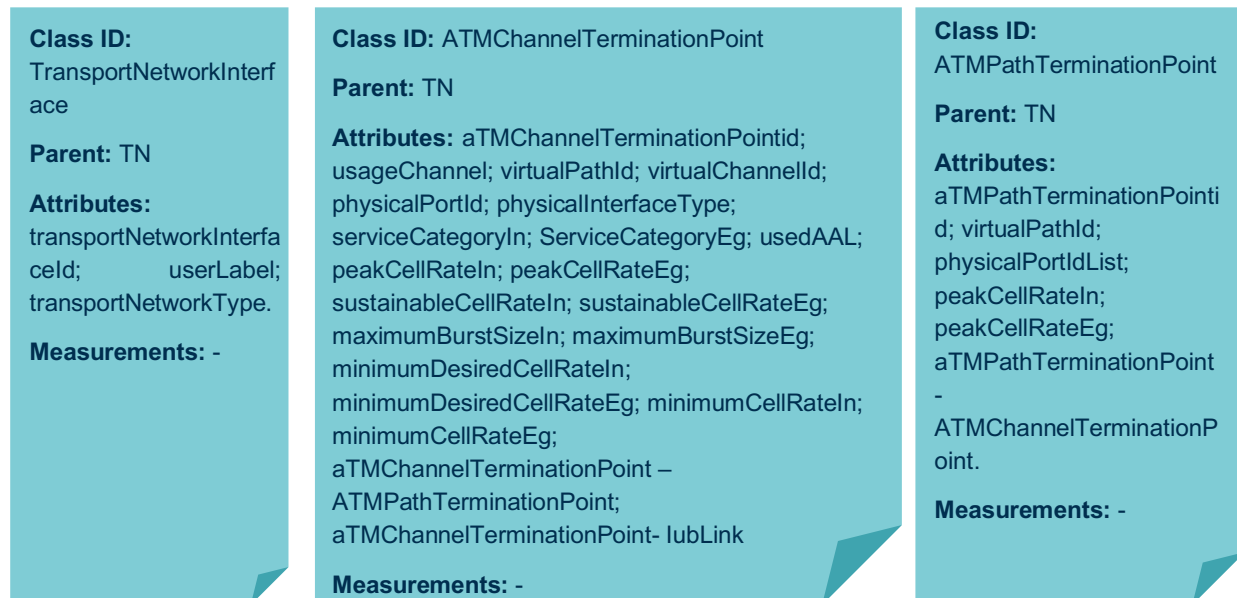 Class ID:
TransportNetworkInterf
ace
Parent: TN
Attributes:
transportNetworkInterfa
ceId; userLabel;
transportNetworkType.
Measurements: -
Class ID: ATMChannelTerminationPoint
Parent: TN
Attributes: aTMChannelTerminationPointid;
usageChannel; virtualPathId; virtualChannelId;
physicalPortId; physicalInterfaceType;
serviceCategoryIn; ServiceCategoryEg; usedAAL;
peakCellRateIn; peakCellRateEg;
sustainableCellRateIn; sustainableCellRateEg;
maximumBurstSizeIn; maximumBurstSizeEg;
minimumDesiredCellRateIn;
minimumDesiredCellRateEg; minimumCellRateIn;
minimumCellRateEg;
aTMChannelTerminationPoint –
ATMPathTerminationPoint;
aTMChannelTerminationPoint- IubLink
Measurements: -
Class ID:
ATMPathTerminationPoint
Parent: TN
Attributes:
aTMPathTerminationPointi
d; virtualPathId;
physicalPortIdList;
peakCellRateIn;
peakCellRateEg;
aTMPathTerminationPoint
-
ATMChannelTerminationP
oint.
Measurements: -